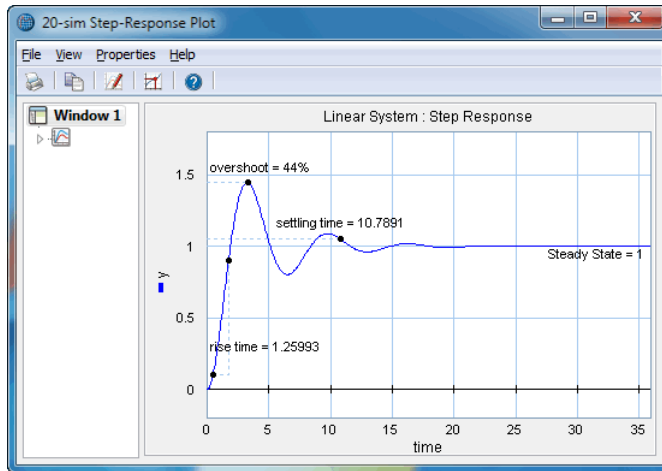 20-sim Step-Response Plot
File View Properties Help
Window 1
Linear System : Step Response
overshoot = 44%
settling time = 10.7891
Steady State = 1
rise time = 1.25993
y
1.5
1
0.5
0
0 5 10 15 20 25 30 35
time